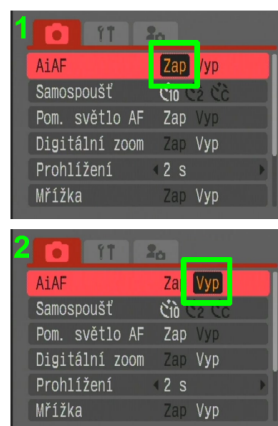 1
AiAF Zap Vyp
Samospoušť
Pom. světlo AF Zap Vyp
Digitální zoom Zap Vyp
Prohlížení 2 s
Mřížka Zap Vyp
2
AiAF Zap Vyp
Samospoušť
Pom. světlo AF Zap Vyp
Digitální zoom Zap Vyp
Prohlížení 2 s
Mřížka Zap Vyp